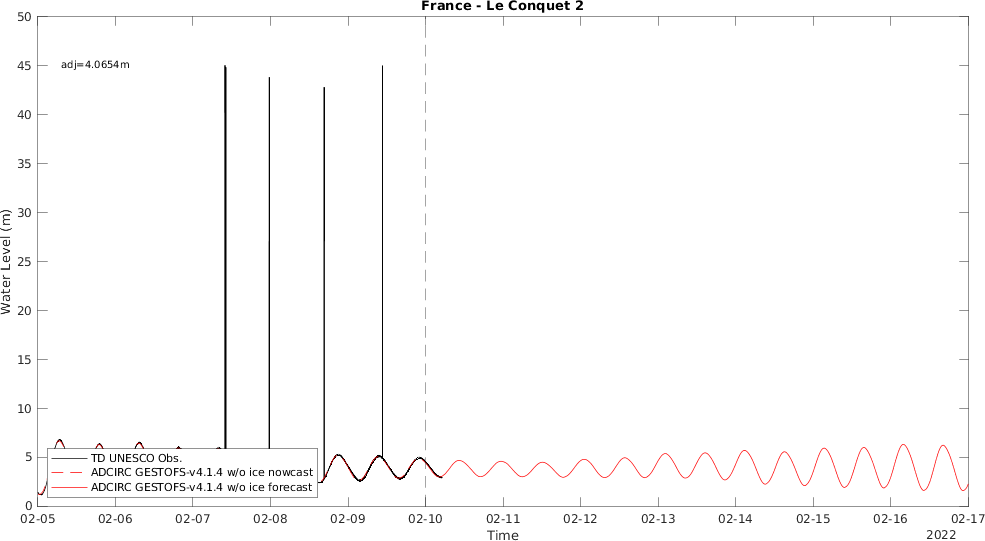 France - Le Conquet 2
50
45
40
35
30
25
20
15
10
5
0
Water Level (m)
adj=4.0654m
TD UNESCO Obs.
ADCIRC GESTOFS-v4.1.4 w/o ice nowcast
ADCIRC GESTOFS-v4.1.4 w/o ice forecast
02-05 02-06 02-07 02-08 02-09 02-10 02-11 02-12 02-13 02-14 02-15 02-16 02-17
Time
2022